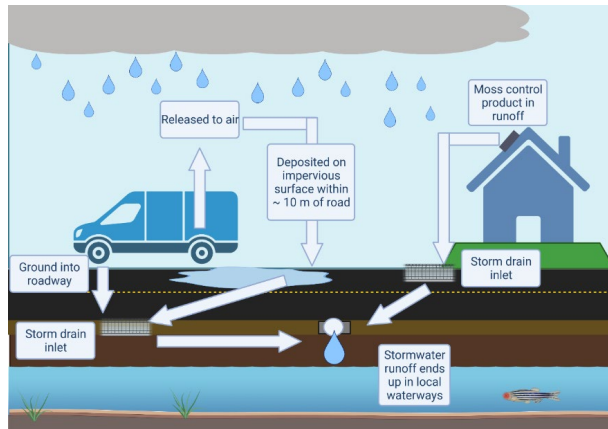 Moss control
product in
runoff
Released to air
Deposited on
impervious
surface within
~ 10 m of road
Ground into
roadway
Storm drain
inlet
Storm drain
inlet
Stormwater
runoff ends
up in local
waterways